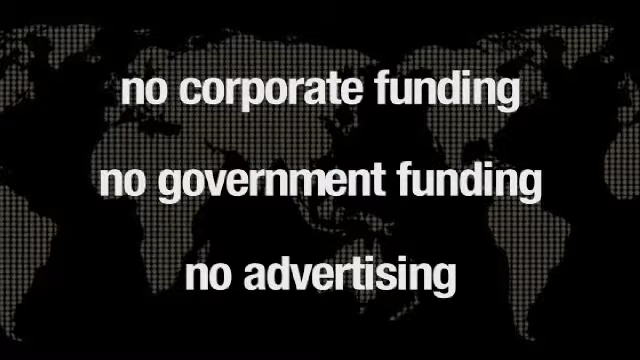 no corporate funding
no government funding
no advertising